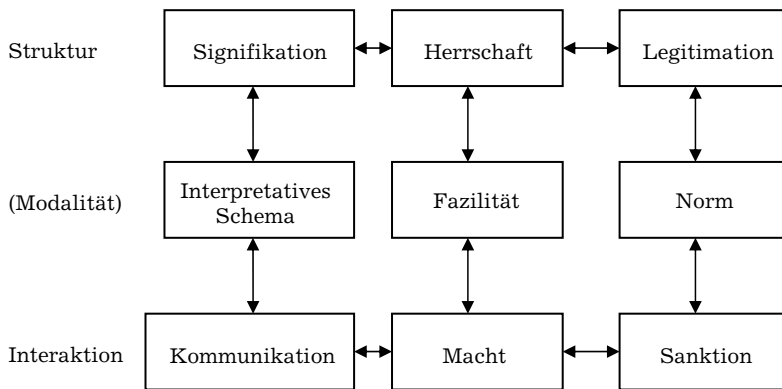 Struktur
Signifikation
Herrschaft
Legitimation
(Modalität)
Interpretatives
Schema
Fazilität
Norm
Interaktion
Kommunikation
Macht
Sanktion